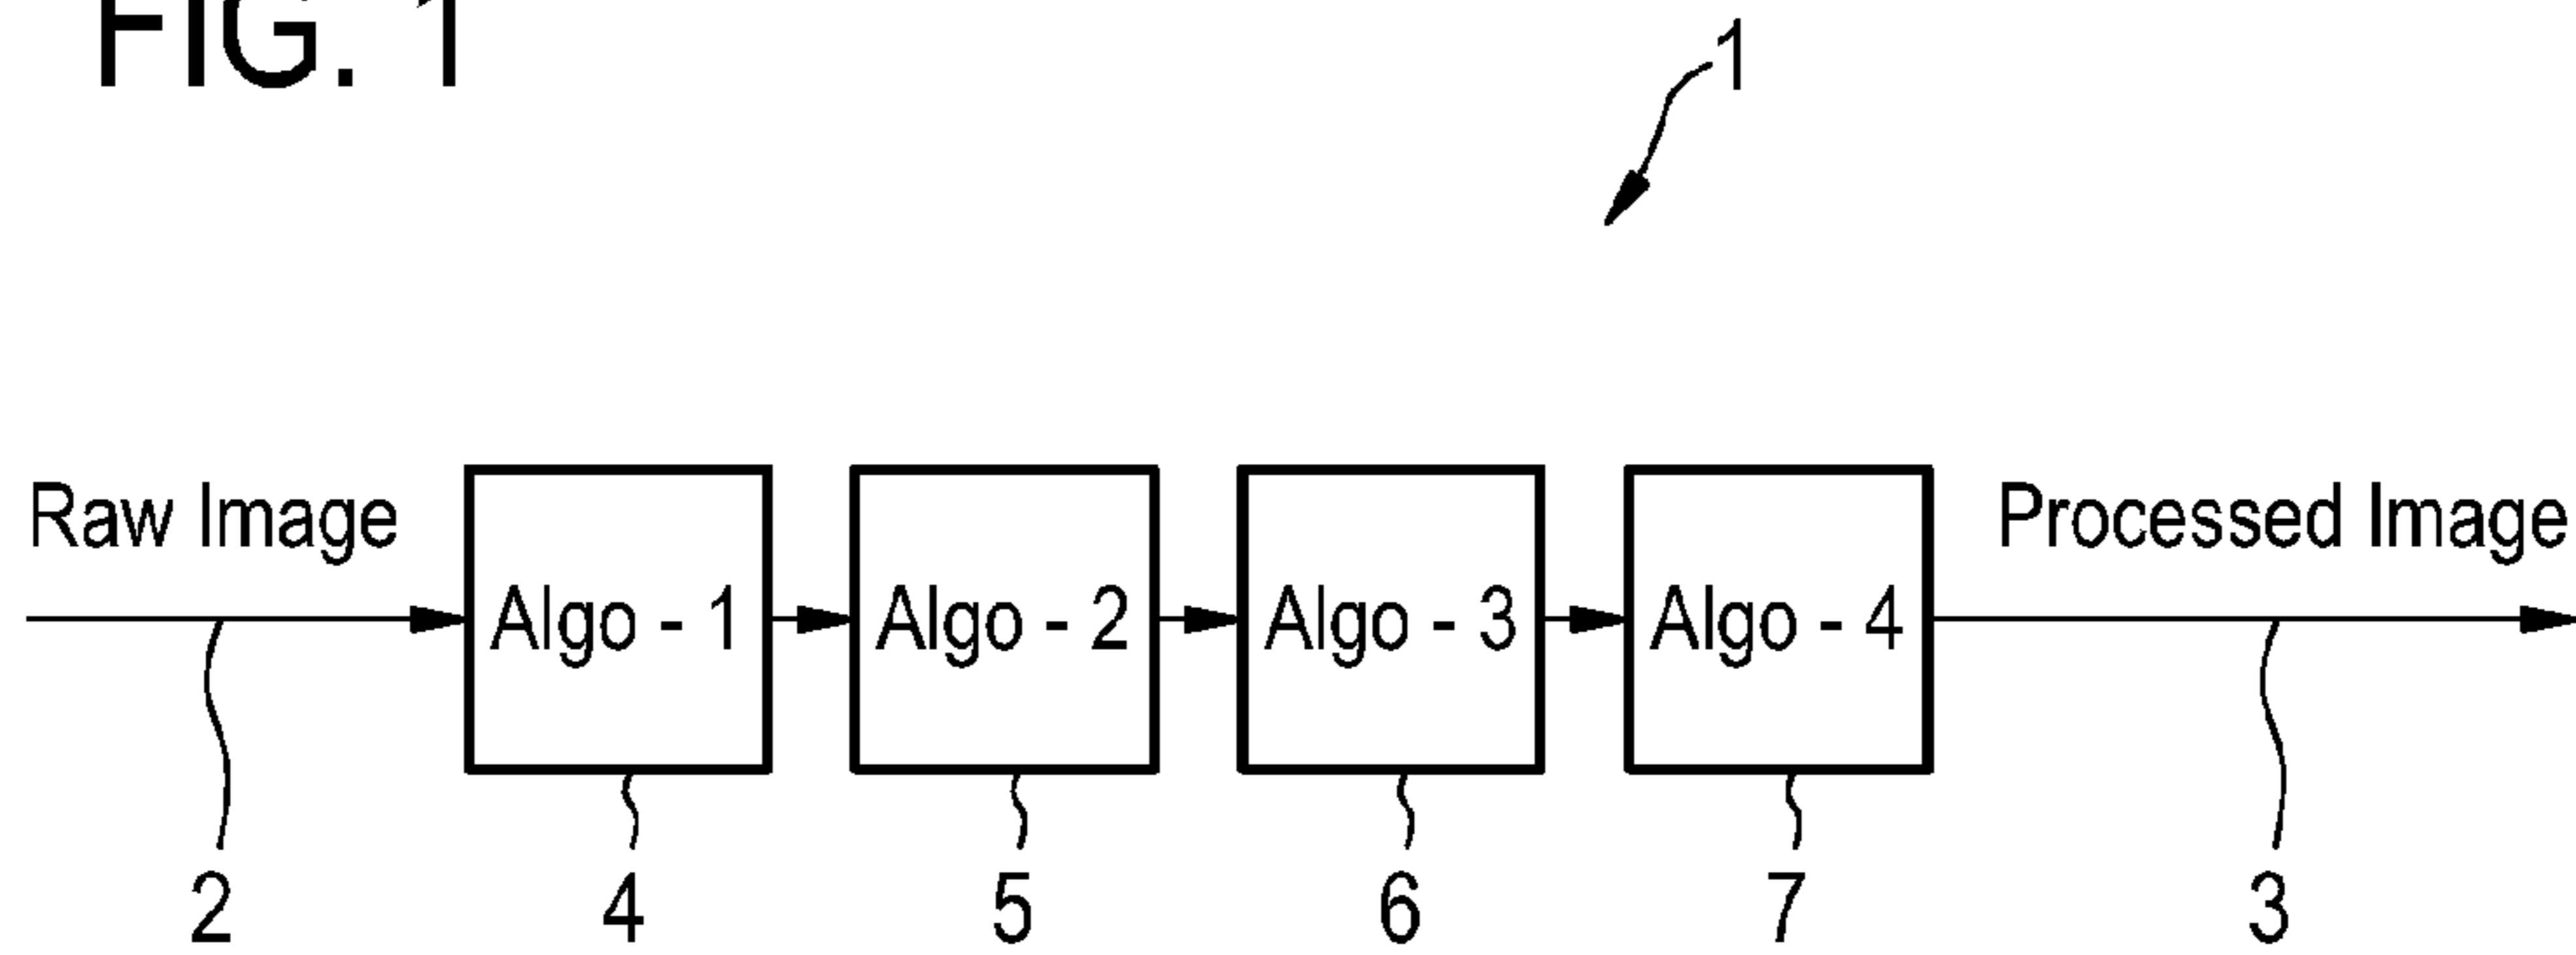 FIG. 1
1
Raw Image
Processed Image
Algo - 1
Algo - 2
Algo - 3
Algo - 4
2
4
5
6
7
3